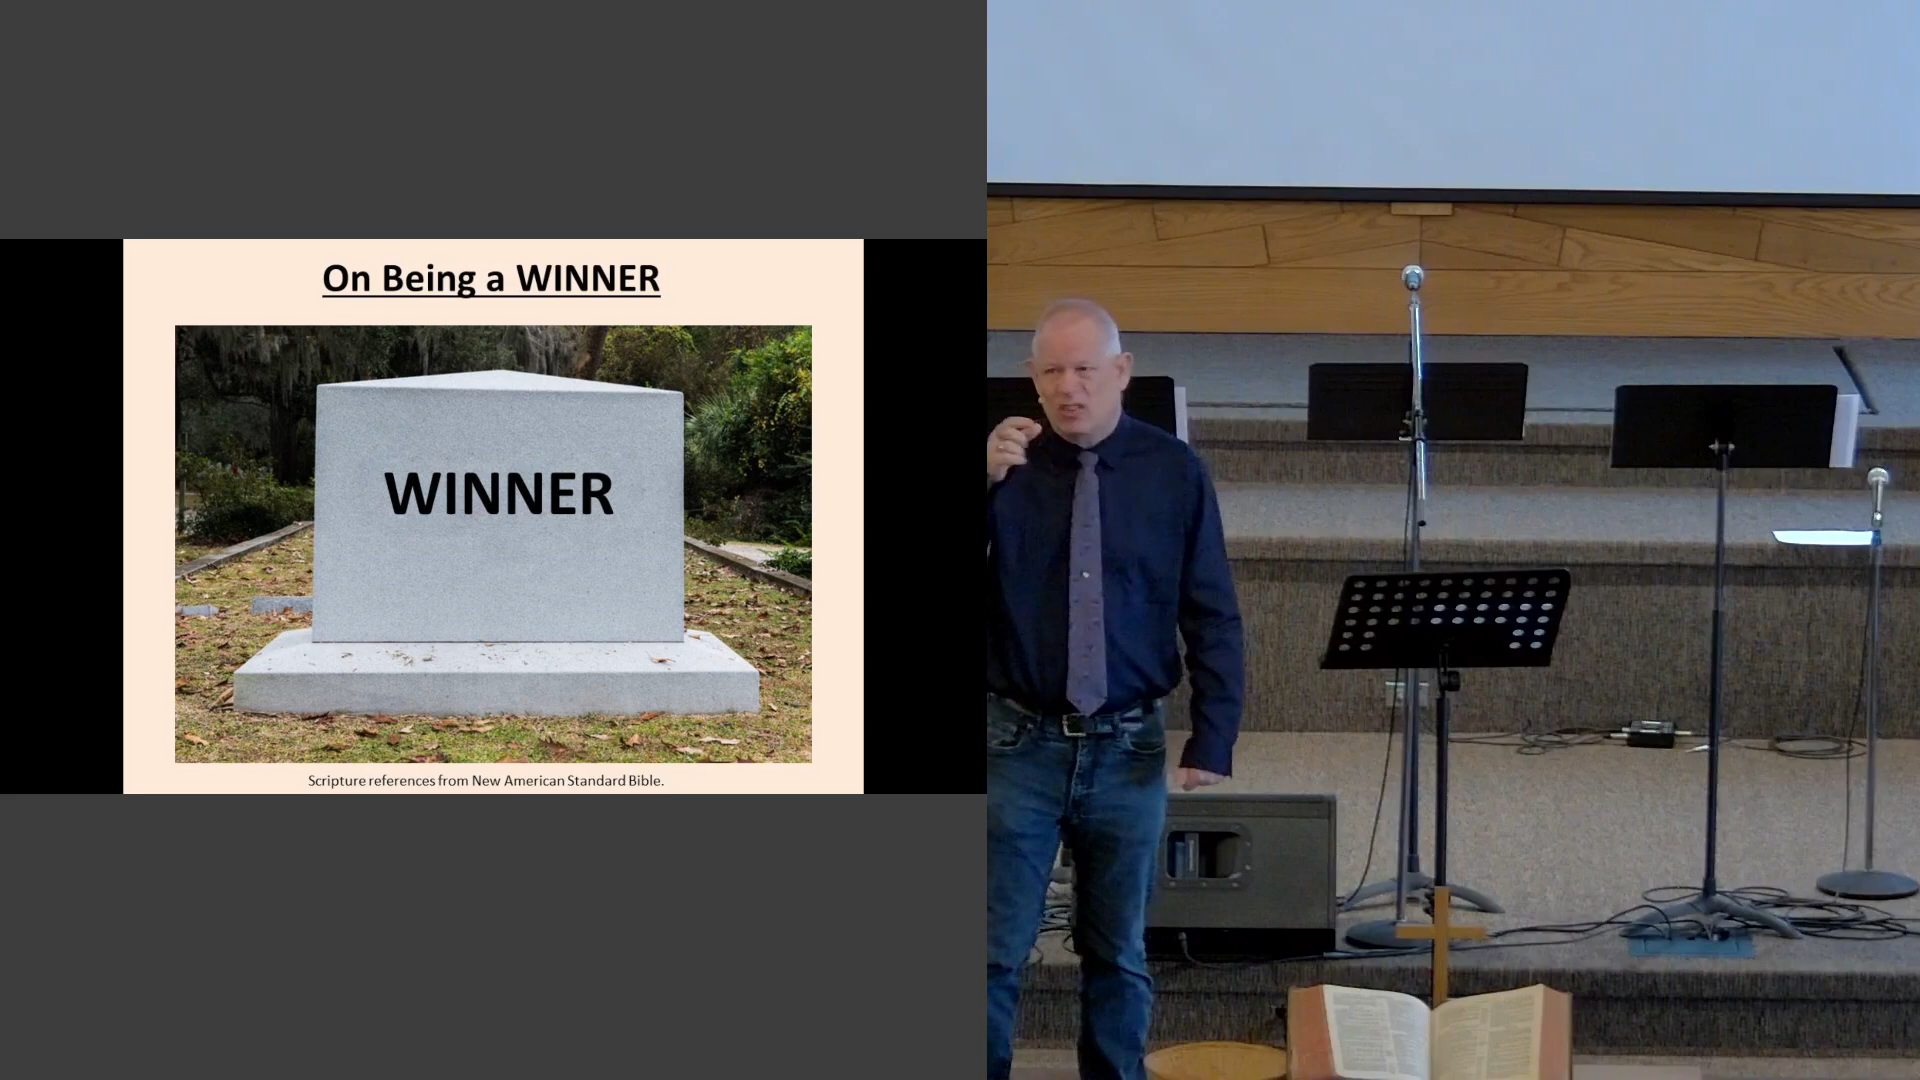 On Being a WINNER
WINNER
Scripture references from New American Standard Bible.